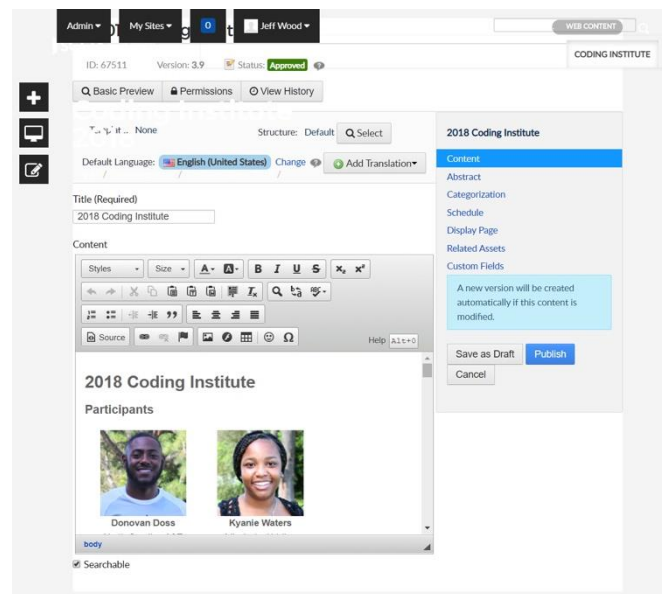 Admin My Sites 0 Jeff Wood
WEB CONTENT
CODING INSTITUTE
ID: 67511 Version: 3.9 Status: Approved
Basic Preview Permissions View History
Coding Institute
None Structure: Default Select
Default Language: English (United States) Change Add Translation
Title (Required)
2018 Coding Institute
Content
Styles Size A A B I U S x₂ x²
Source Help Alt+0
2018 Coding Institute
Participants
Donovan Doss Kyanie Waters
body
Searchable
2018 Coding Institute
Content
Abstract
Categorization
Schedule
Display Page
Related Assets
Custom Fields
A new version will be created
automatically if this content is
modified.
Save as Draft Publish
Cancel